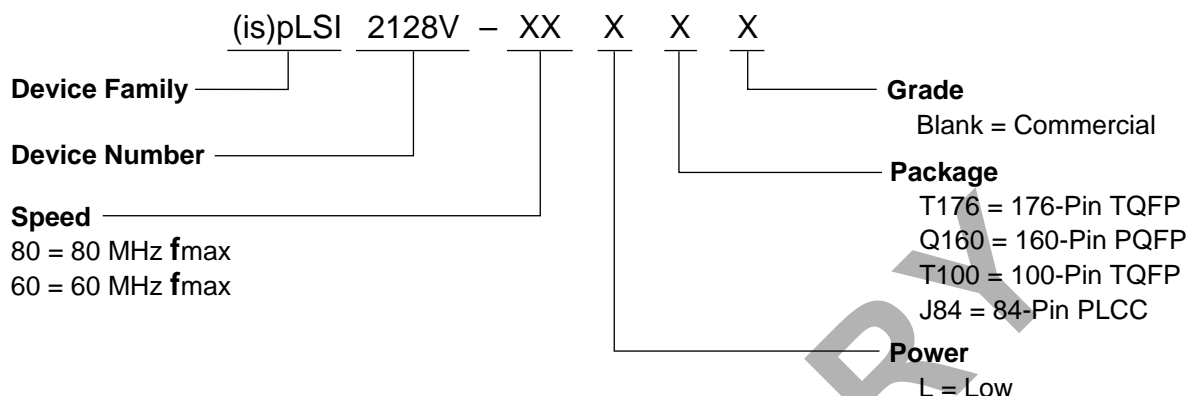 (is)pLSI 2128V – XX X X X
Device Family
Device Number
Speed
80 = 80 MHz fmax
60 = 60 MHz fmax
Grade
Blank = Commercial
Package
T176 = 176-Pin TQFP
Q160 = 160-Pin PQFP
T100 = 100-Pin TQFP
J84 = 84-Pin PLCC
Power
L = Low
RY